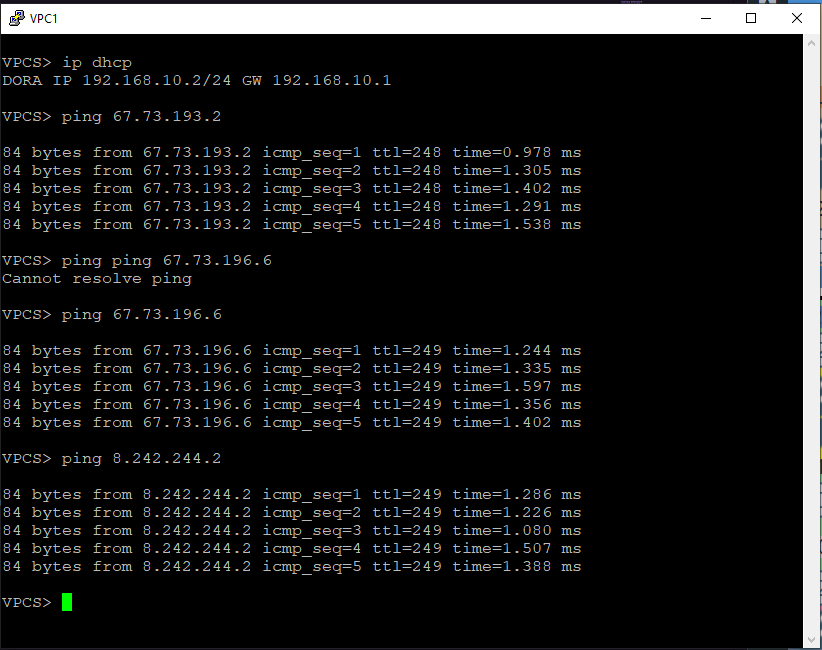 VPC1
VPCS> ip dhcp
DORA IP 192.168.10.2/24 GW 192.168.10.1
VPCS> ping 67.73.193.2
84 bytes from 67.73.193.2 icmp_seq=1 ttl=248 time=0.978 ms
84 bytes from 67.73.193.2 icmp_seq=2 ttl=248 time=1.305 ms
84 bytes from 67.73.193.2 icmp_seq=3 ttl=248 time=1.402 ms
84 bytes from 67.73.193.2 icmp_seq=4 ttl=248 time=1.291 ms
84 bytes from 67.73.193.2 icmp_seq=5 ttl=248 time=1.538 ms
VPCS> ping ping 67.73.196.6
Cannot resolve ping
VPCS> ping 67.73.196.6
84 bytes from 67.73.196.6 icmp_seq=1 ttl=249 time=1.244 ms
84 bytes from 67.73.196.6 icmp_seq=2 ttl=249 time=1.335 ms
84 bytes from 67.73.196.6 icmp_seq=3 ttl=249 time=1.597 ms
84 bytes from 67.73.196.6 icmp_seq=4 ttl=249 time=1.356 ms
84 bytes from 67.73.196.6 icmp_seq=5 ttl=249 time=1.402 ms
VPCS> ping 8.242.244.2
84 bytes from 8.242.244.2 icmp_seq=1 ttl=249 time=1.286 ms
84 bytes from 8.242.244.2 icmp_seq=2 ttl=249 time=1.226 ms
84 bytes from 8.242.244.2 icmp_seq=3 ttl=249 time=1.080 ms
84 bytes from 8.242.244.2 icmp_seq=4 ttl=249 time=1.507 ms
84 bytes from 8.242.244.2 icmp_seq=5 ttl=249 time=1.388 ms
VPCS>